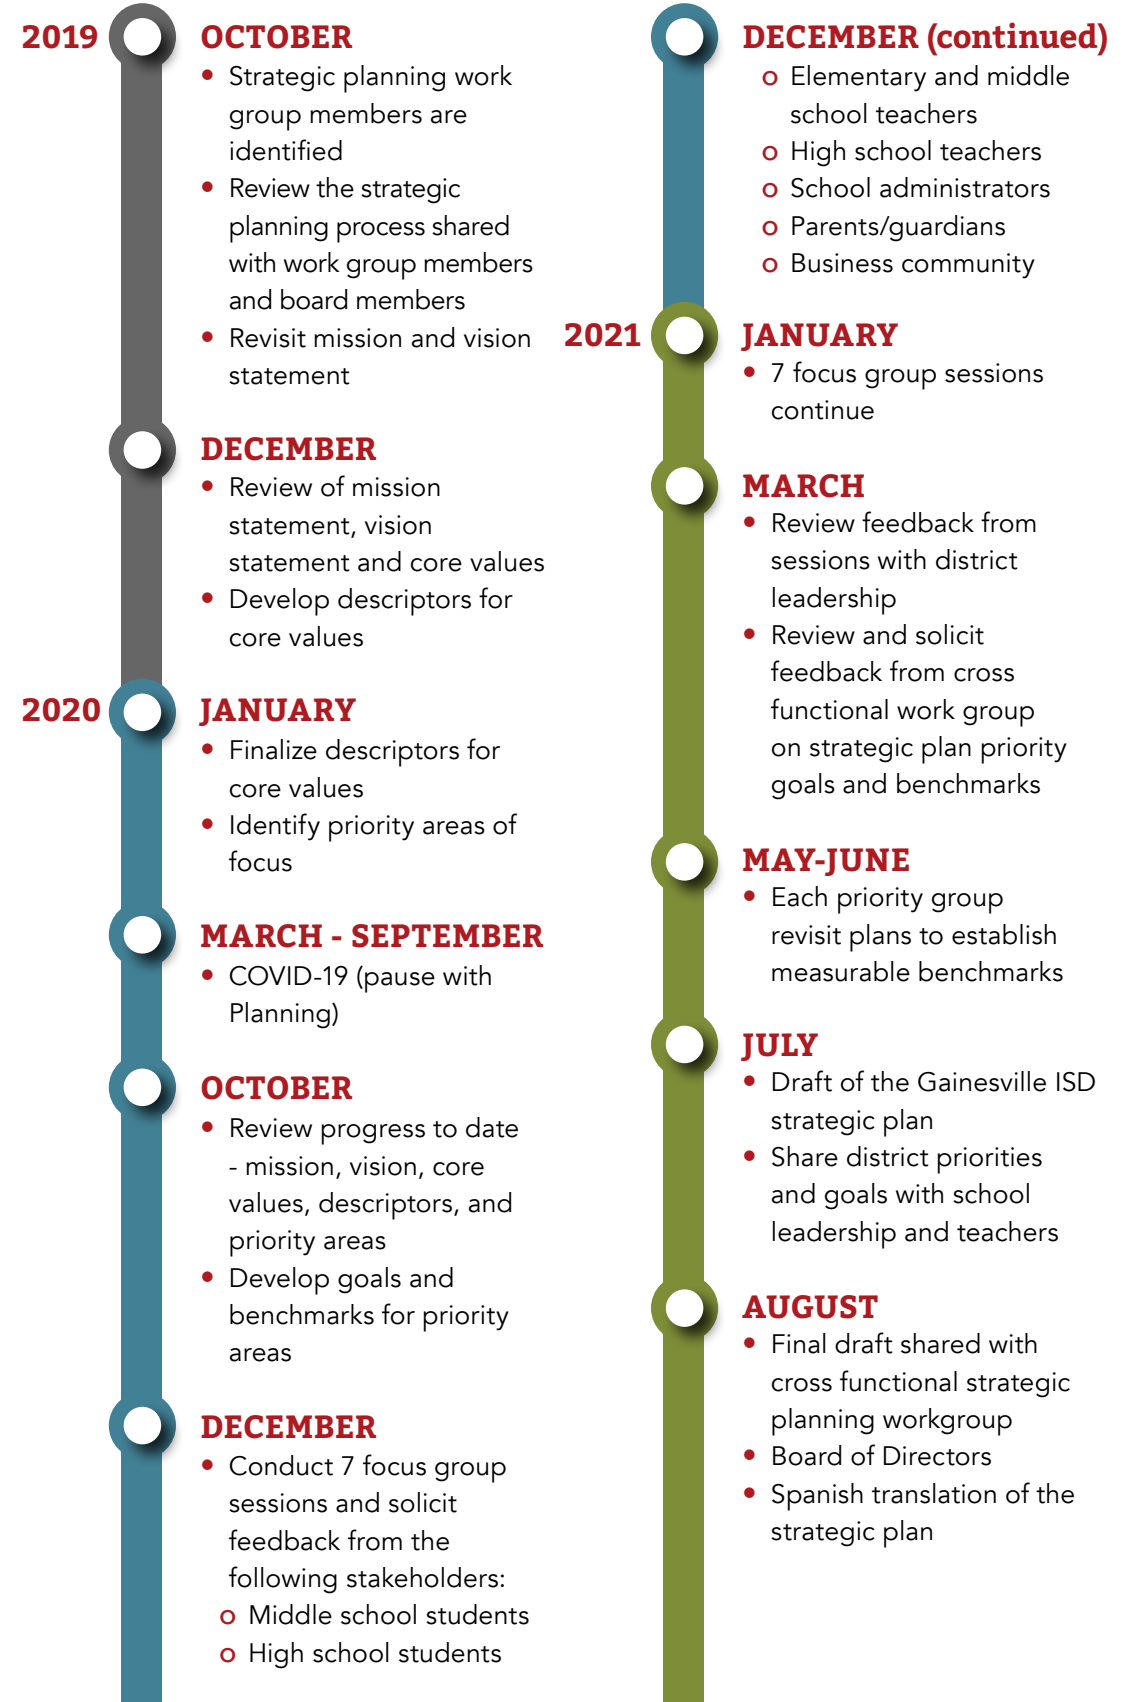 2019
OCTOBER
• Strategic planning work
group members are
identified
• Review the strategic
planning process shared
with work group members
and board members
• Revisit mission and vision
statement
DECEMBER
• Review of mission
statement, vision
statement and core values
• Develop descriptors for
core values
2020
JANUARY
• Finalize descriptors for
core values
• Identify priority areas of
focus
MARCH - SEPTEMBER
• COVID-19 (pause with
Planning)
OCTOBER
• Review progress to date
- mission, vision, core
values, descriptors, and
priority areas
• Develop goals and
benchmarks for priority
areas
DECEMBER
• Conduct 7 focus group
sessions and solicit
feedback from the
following stakeholders:
o Middle school students
o High school students
DECEMBER (continued)
o Elementary and middle
school teachers
o High school teachers
o School administrators
o Parents/guardians
o Business community
2021
JANUARY
• 7 focus group sessions
continue
MARCH
• Review feedback from
sessions with district
leadership
• Review and solicit
feedback from cross
functional work group
on strategic plan priority
goals and benchmarks
MAY-JUNE
• Each priority group
revisit plans to establish
measurable benchmarks
JULY
• Draft of the Gainesville ISD
strategic plan
• Share district priorities
and goals with school
leadership and teachers
AUGUST
• Final draft shared with
cross functional strategic
planning workgroup
• Board of Directors
• Spanish translation of the
strategic plan